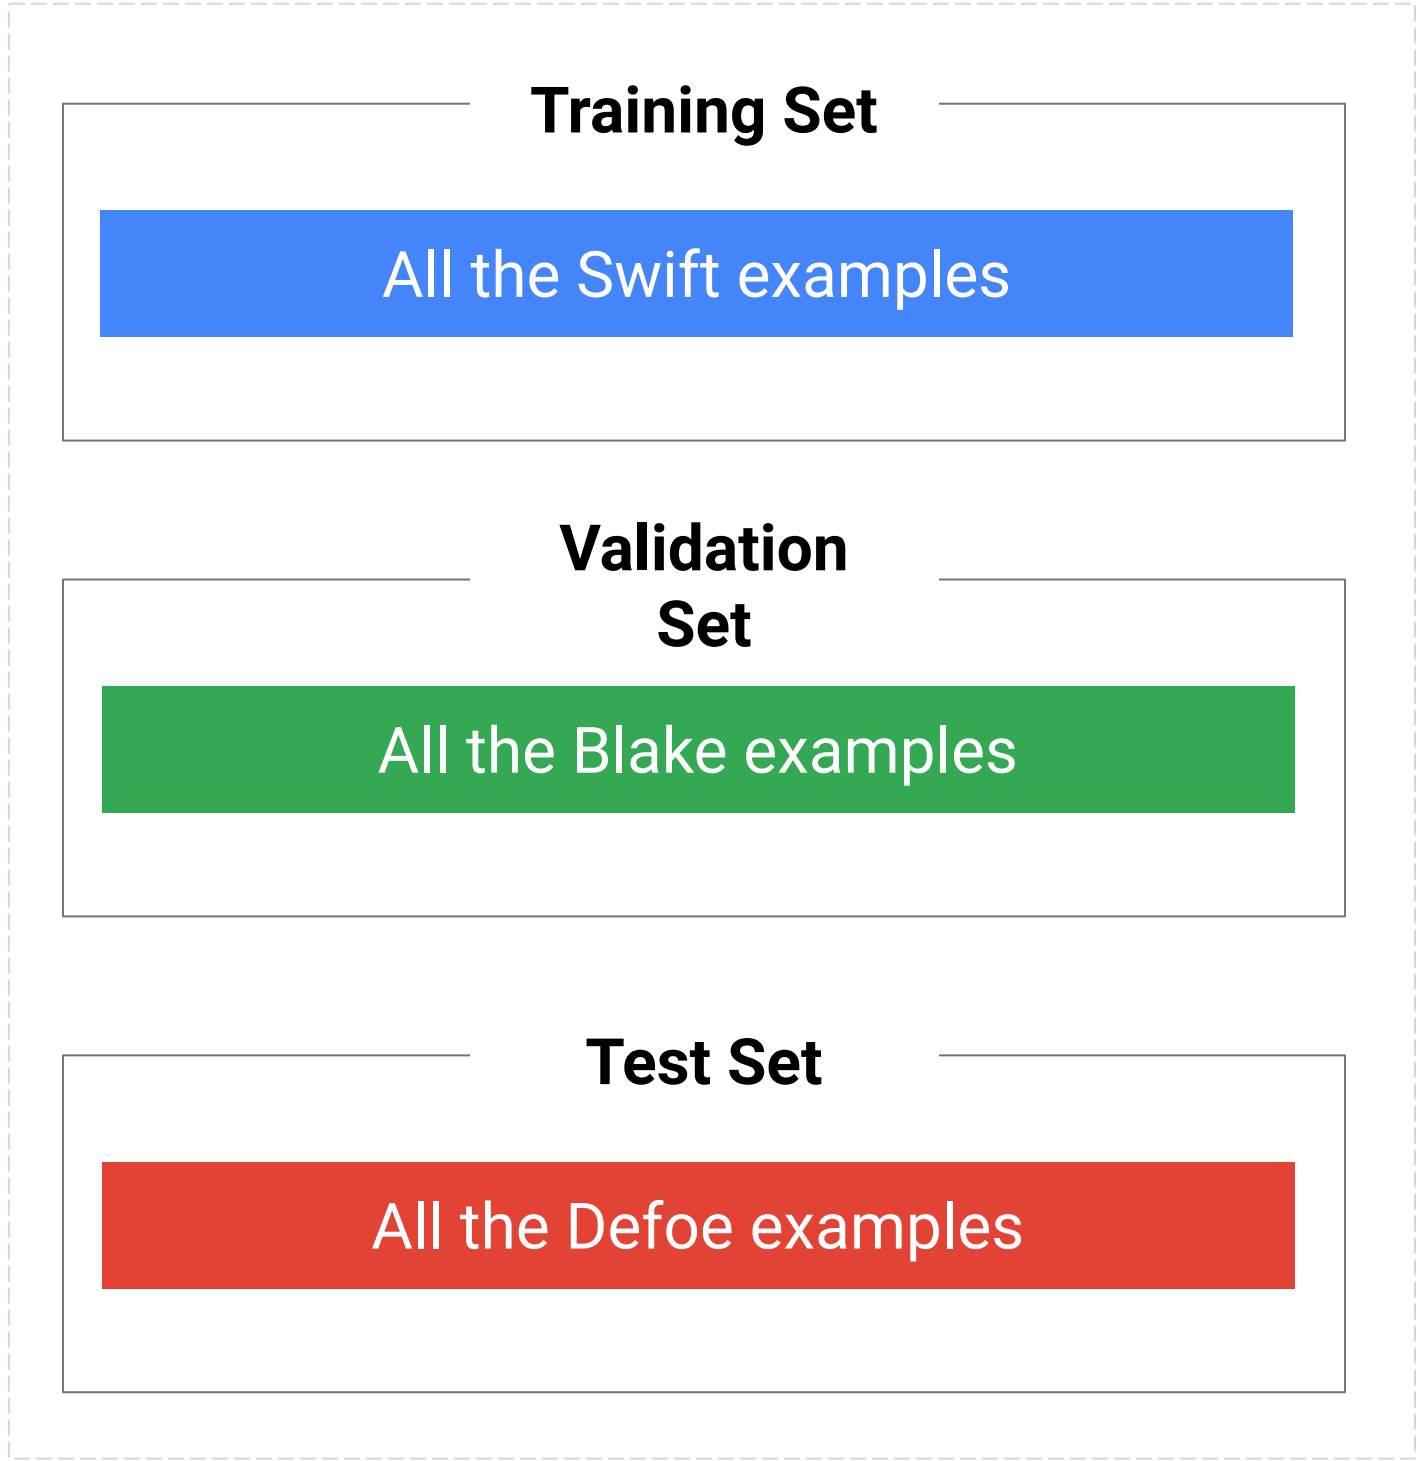 Training Set
All the Swift examples
Validation
Set
All the Blake examples
Test Set
All the Defoe examples